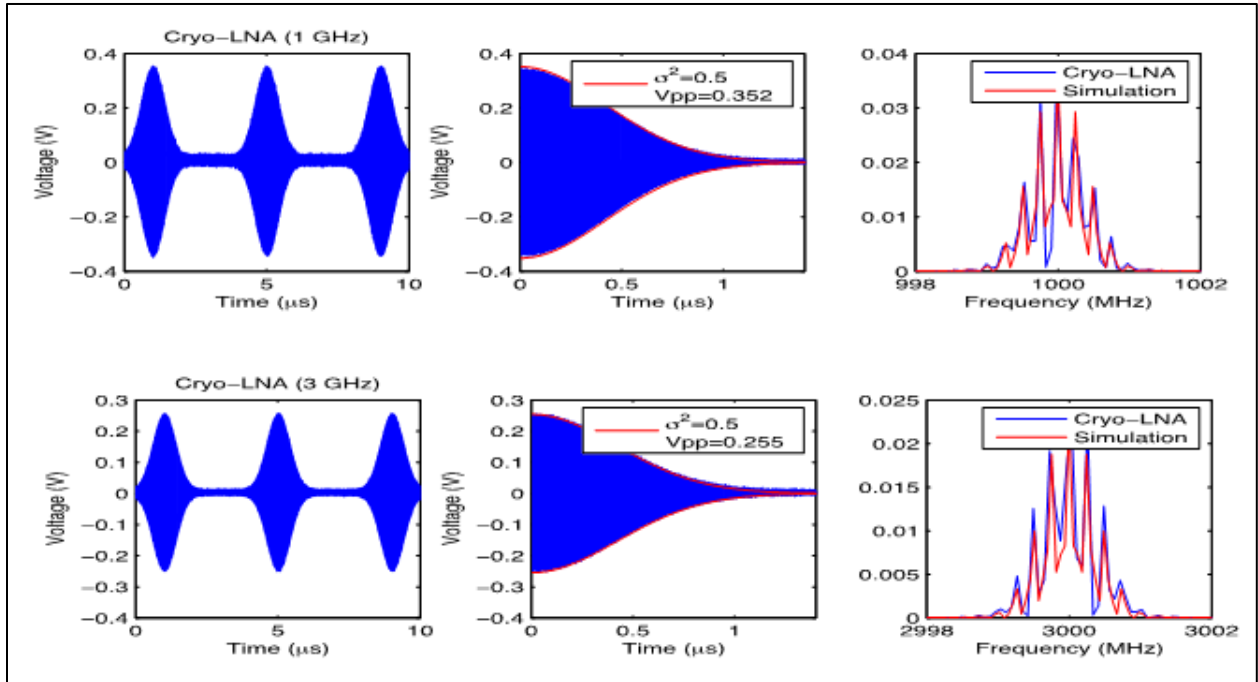 Cryo−LNA (1 GHz)
0.4
0.2
0
−0.2
−0.4
Voltage (V)
0
5
10
Time (μs)
0.4
0.2
0
−0.2
−0.4
Voltage (V)
σ²=0.5
Vpp=0.352
0
0.5
1
Time (μs)
0.04
0.03
0.02
0.01
0
Cryo−LNA
Simulation
998
1000
1002
Frequency (MHz)
Cryo−LNA (3 GHz)
0.3
0.2
0.1
0
−0.1
−0.2
−0.3
−0.4
Voltage (V)
0
5
10
Time (μs)
0.3
0.2
0.1
0
−0.1
−0.2
−0.3
−0.4
Voltage (V)
σ²=0.5
Vpp=0.255
0
0.5
1
Time (μs)
0.025
0.02
0.015
0.01
0.005
0
Cryo−LNA
Simulation
2998
3000
3002
Frequency (MHz)